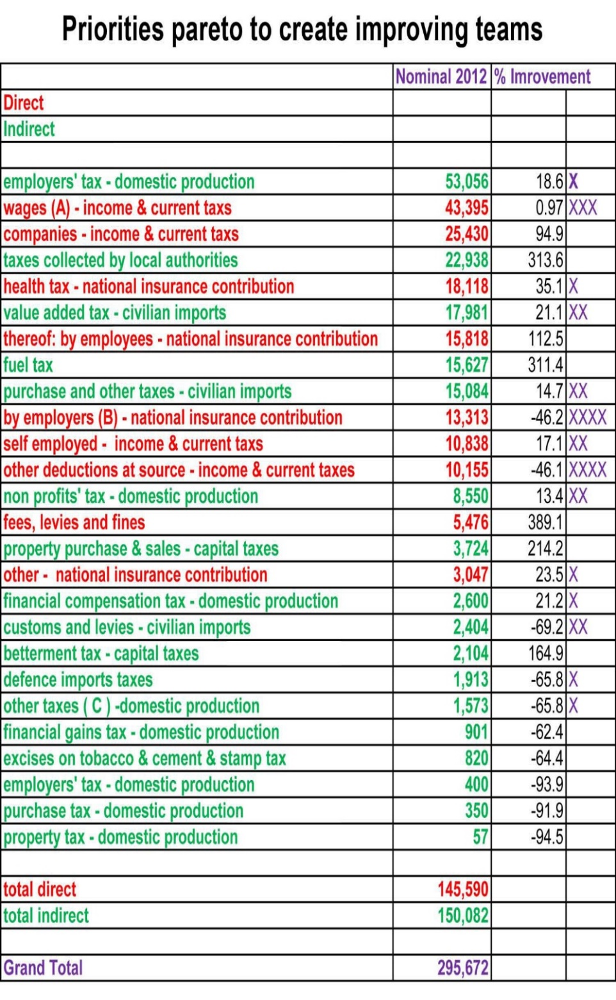 Priorities pareto to create improving teams
Nominal 2012 % Imrovement
Direct
Indirect
employers' tax - domestic production 53,056 18.6 X
wages (A) - income & current taxs 43,395 0.97 XXX
companies - income & current taxs 25,430 94.9
taxes collected by local authorities 22,938 313.6
health tax - national insurance contribution 18,118 35.1 X
value added tax - civilian imports 17,981 21.1 XX
thereof: by employees - national insurance contribution 15,818 112.5
fuel tax 15,627 311.4
purchase and other taxes - civilian imports 15,084 14.7 XX
by employers (B) - national insurance contribution 13,313 -46.2 XXXX
self employed -  income & current taxs 10,838 17.1 XX
other deductions at source - income & current taxes 10,155 -46.1 XXXX
non profits' tax - domestic production 8,550 13.4 XX
fees, levies and fines 5,476 389.1
property purchase & sales - capital taxes 3,724 214.2
other -  national insurance contribution 3,047 23.5 X
financial compensation tax - domestic production 2,600 21.2 X
customs and levies - civilian imports 2,404 -69.2 XX
betterment tax - capital taxes 2,104 164.9
defence imports taxes 1,913 -65.8 X
other taxes ( C ) -domestic production 1,573 -65.8 X
financial gains tax - domestic production 901 -62.4
excises on tobacco & cement & stamp tax 820 -64.4
employers' tax - domestic production 400 -93.9
purchase tax - domestic production 350 -91.9
property tax - domestic production 57 -94.5
total direct 145,590
total indirect 150,082
Grand Total 295,672